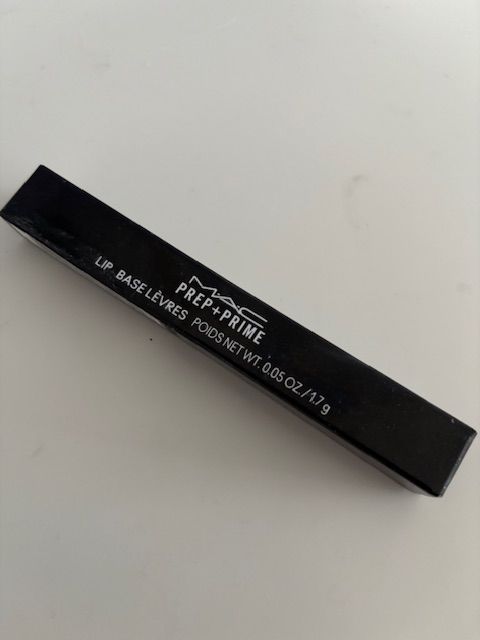 MAC
PREP+PRIME
LIP BASE LÈVRES POIDS NET WT. 0.05 OZ./1.7 g